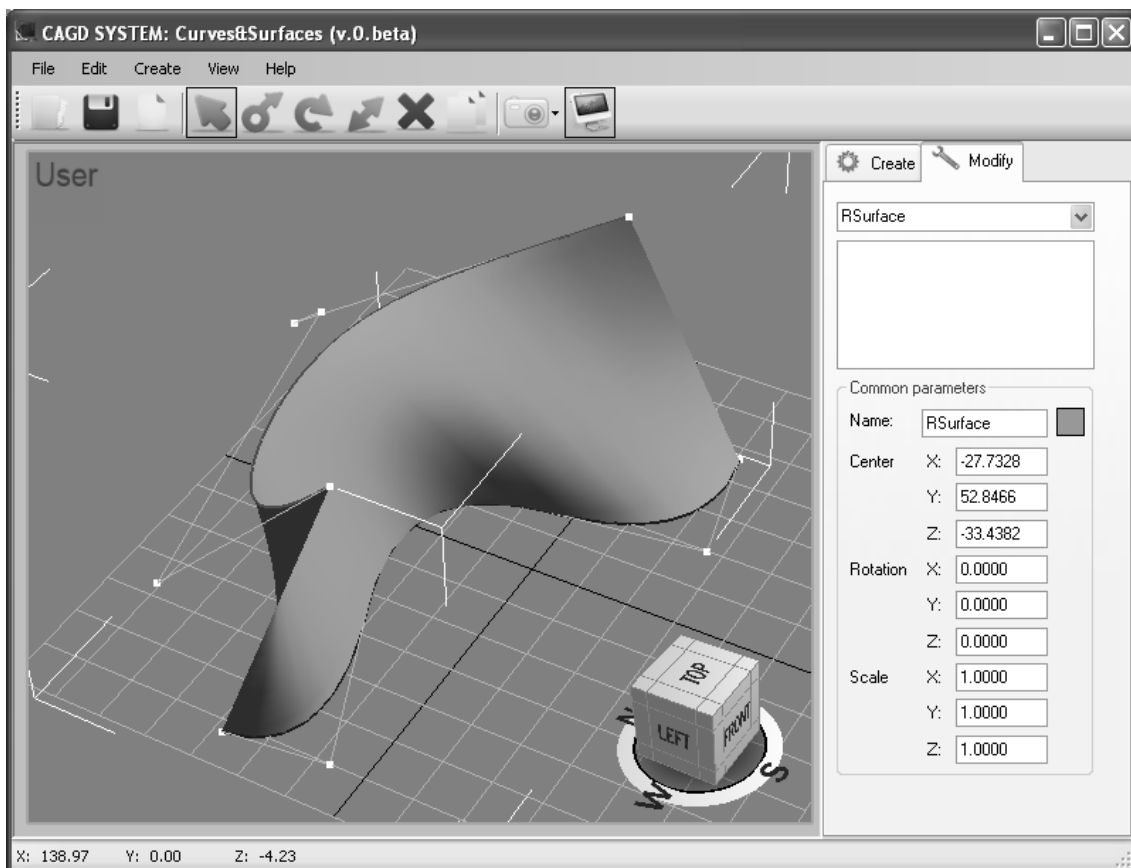 CAGD SYSTEM: Curves&Surfaces (v.0.beta)
File Edit Create View Help
User
Create Modify
RSurface
Common parameters
Name: RSurface
Center X: -27.7328
Y: 52.8466
Z: -33.4382
Rotation X: 0.0000
Y: 0.0000
Z: 0.0000
Scale X: 1.0000
Y: 1.0000
Z: 1.0000
TOP
LEFT FRONT
W S
X: 138.97 Y: 0.00 Z: -4.23